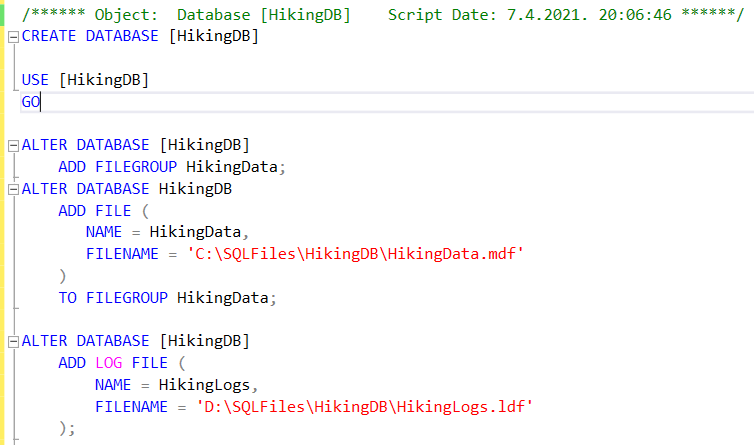 /****** Object:  Database [HikingDB]    Script Date: 7.4.2021. 20:06:46 ******/
CREATE DATABASE [HikingDB]
USE [HikingDB]
GO
ALTER DATABASE [HikingDB]
    ADD FILEGROUP HikingData;
ALTER DATABASE HikingDB
    ADD FILE (
       NAME = HikingData,
       FILENAME = 'C:\SQLFiles\HikingDB\HikingData.mdf'
    )
    TO FILEGROUP HikingData;
ALTER DATABASE [HikingDB]
    ADD LOG FILE (
        NAME = HikingLogs,
        FILENAME = 'D:\SQLFiles\HikingDB\HikingLogs.ldf'
    );